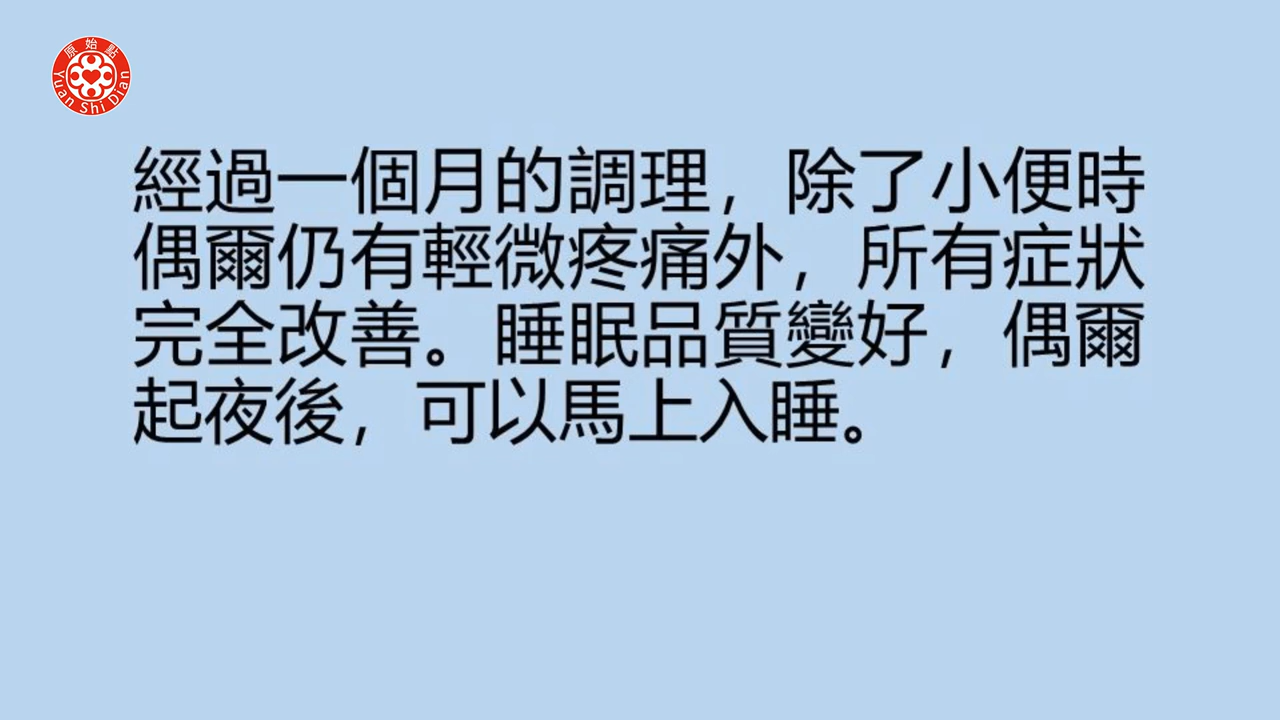 原始點
Yuan Shi Dian
經過一個月的調理，除了小便時
偶爾仍有輕微疼痛外，所有症狀
完全改善。睡眠品質變好，偶爾
起夜後，可以馬上入睡。